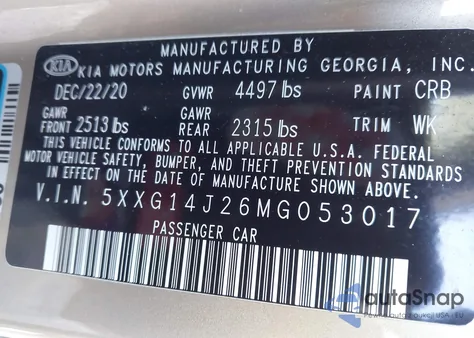 MANUFACTURED BY
KIA KIA MOTORS MANUFACTURING GEORGIA, INC.
DEC/22/20 GVWR 4497 lbs PAINT CRB
GAWR FRONT 2513 lbs GAWR REAR 2315 lbs TRIM WK
THIS VEHICLE CONFORMS TO ALL APPLICABLE U.S.A. FEDERAL
MOTOR VEHICLE SAFETY, BUMPER, AND THEFT PREVENTION STANDARDS
IN EFFECT ON THE DATE OF MANUFACTURE SHOWN ABOVE.
V.I.N. 5XXG14J26MG053017
PASSENGER CAR
autoSnap